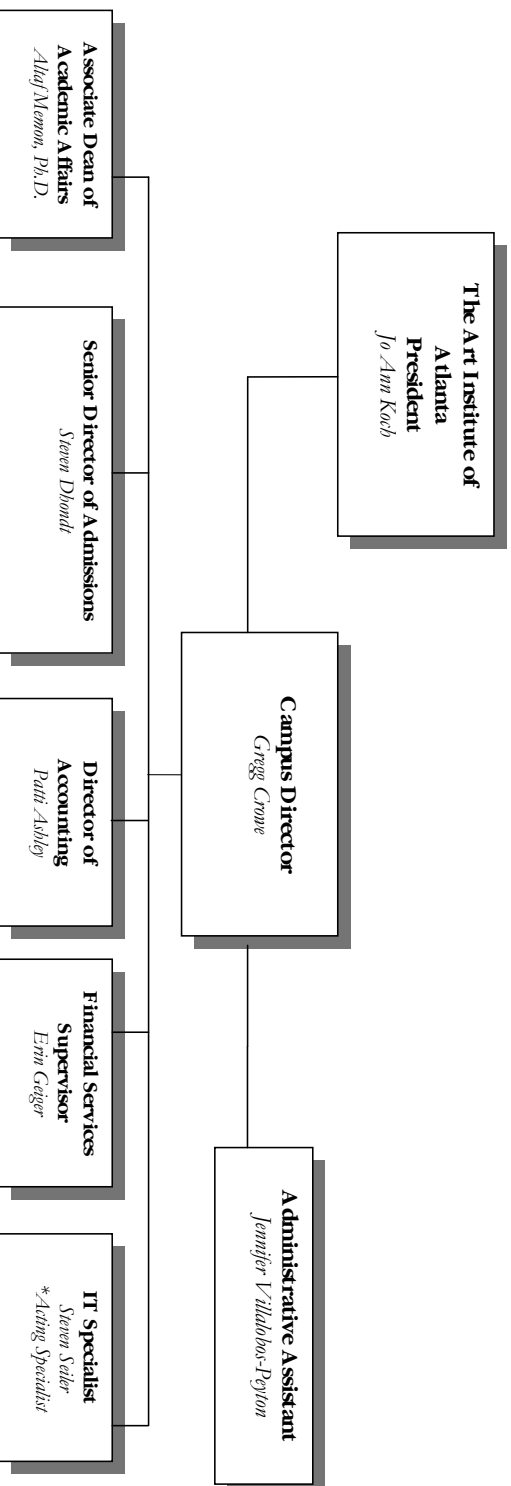 The Art Institute of
Atlanta
President
Jo Ann Koch
Campus Director
Gregg Crowe
Administrative Assistant
Jennifer Villalobos-Peyton
Associate Dean of
Academic Affairs
Altaf Memon, Ph.D.
Senior Director of Admissions
Steven Dhondt
Director of
Accounting
Patti Ashley
Financial Services
Supervisor
Erin Geiger
IT Specialist
Steven Seiler
*Acting Specialist